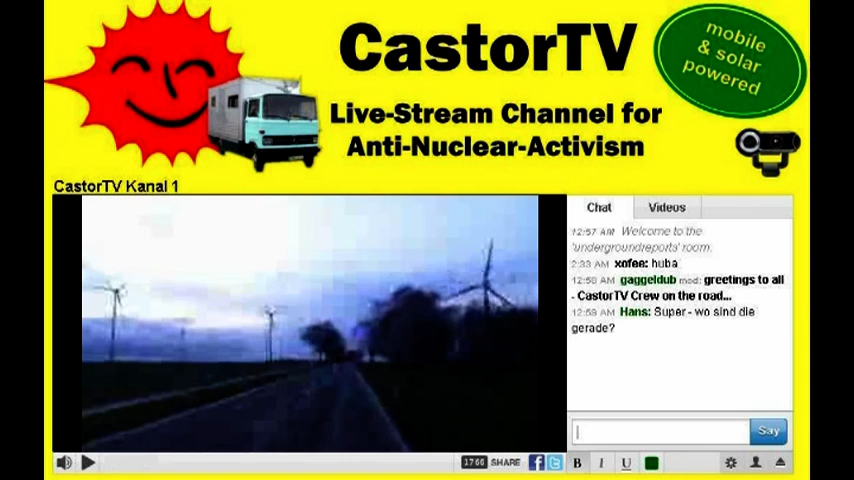 CastorTV
mobile
& solar
powered
Live-Stream Channel for
Anti-Nuclear-Activism
CastorTV Kanal 1
Chat
Videos
12:57 AM Welcome to the
'undergroundreports' room.
2:33 AM xofee: huba
12:58 AM gaggeldub mod: greetings to all
- CastorTV Crew on the road...
12:59 AM Hans: Super - wo sind die
gerade?
Say
1766 SHARE
B I U